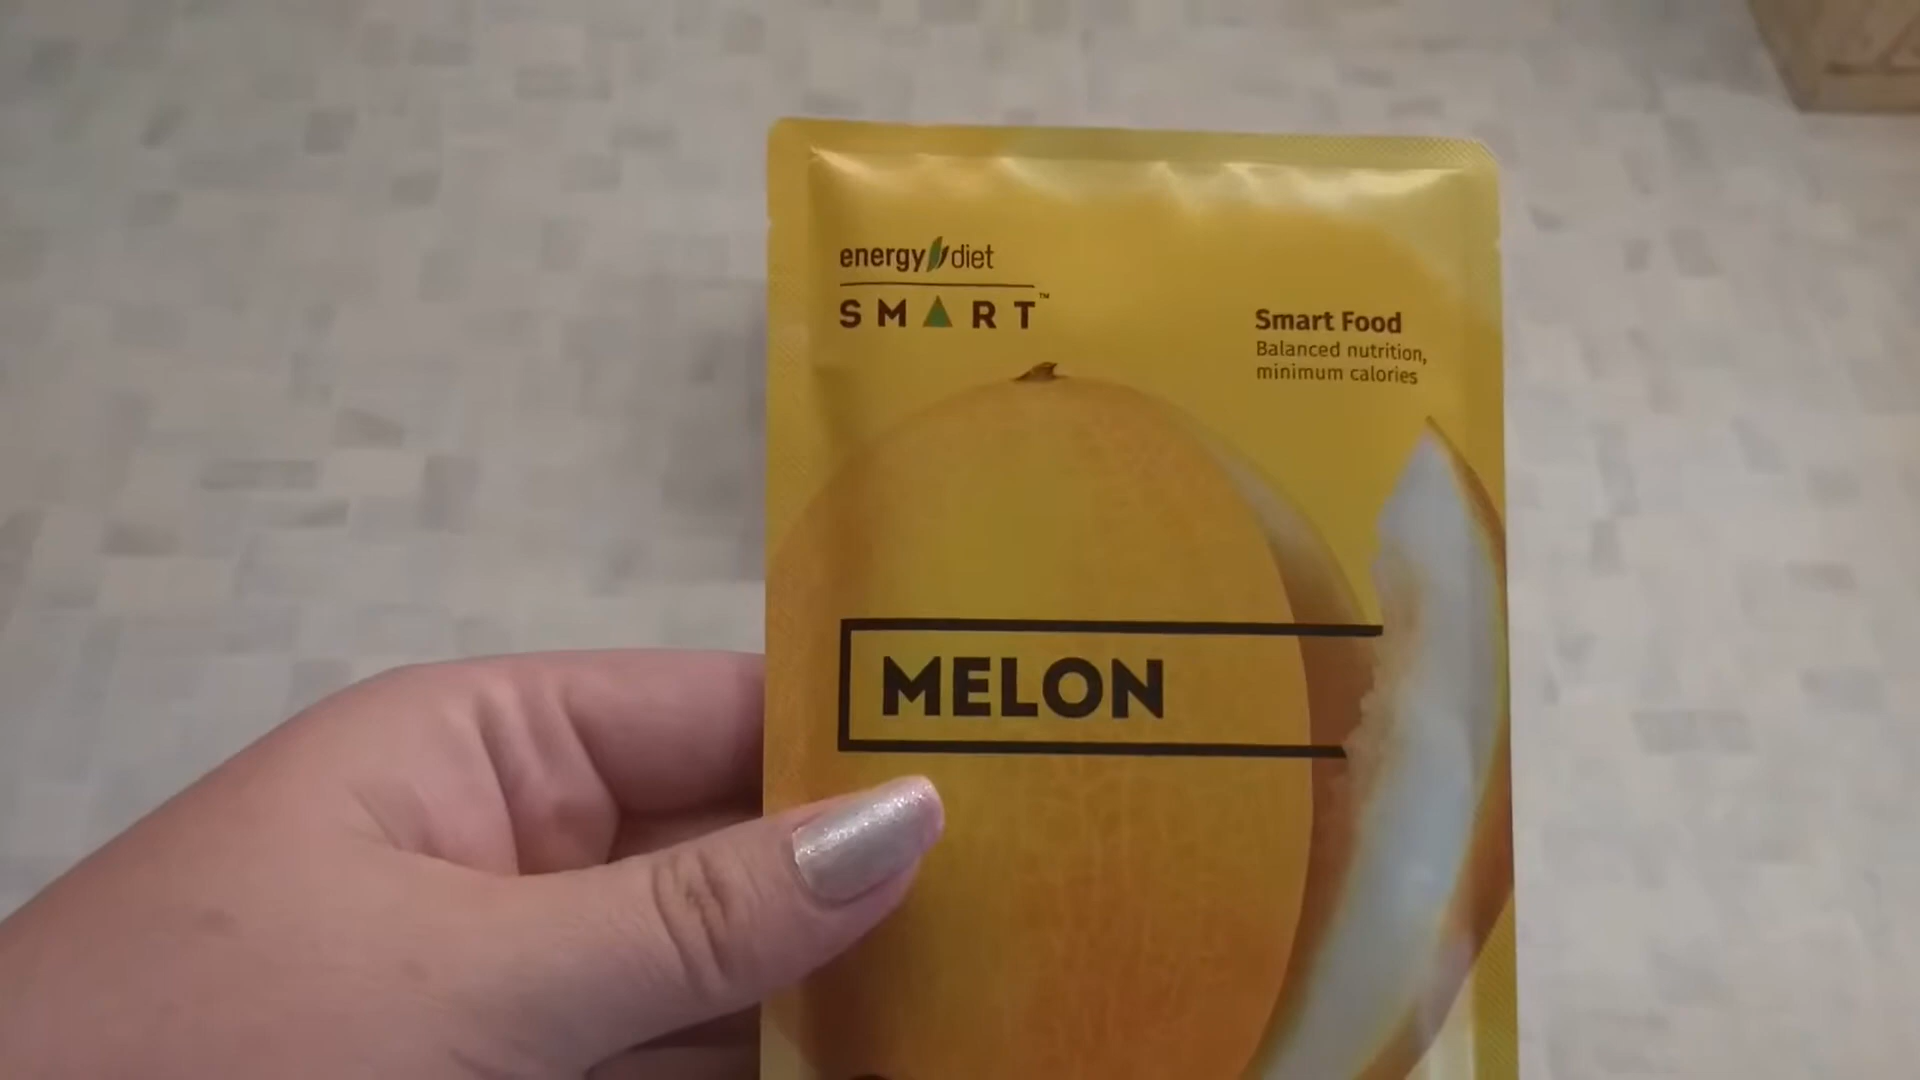 energy diet
SMART™
Smart Food
Balanced nutrition,
minimum calories
MELON